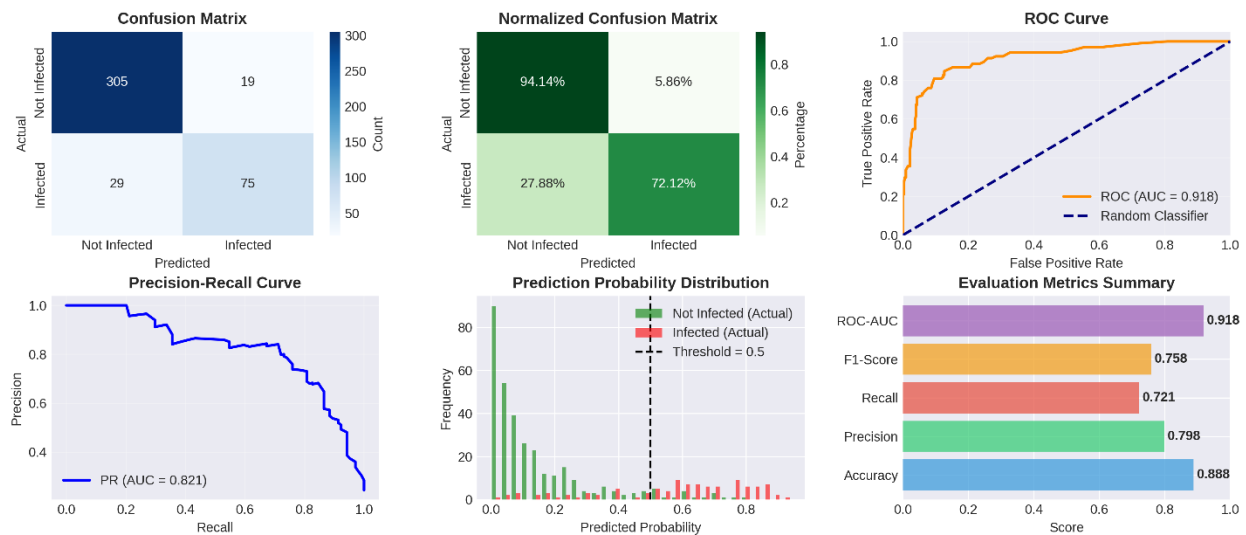 Confusion Matrix
Actual
Not Infected
Infected
305
19
29
75
Not Infected
Infected
Predicted
300
250
200
150
100
50
Count
Normalized Confusion Matrix
Actual
Not Infected
Infected
94.14%
5.86%
27.88%
72.12%
Not Infected
Infected
Predicted
0.8
0.6
0.4
0.2
Percentage
ROC Curve
True Positive Rate
1.0
0.8
0.6
0.4
0.2
0.0
ROC (AUC = 0.918)
Random Classifier
0.0 0.2 0.4 0.6 0.8 1.0
False Positive Rate
Precision-Recall Curve
Precision
1.0
0.8
0.6
0.4
PR (AUC = 0.821)
0.0 0.2 0.4 0.6 0.8 1.0
Recall
Prediction Probability Distribution
Frequency
80
60
40
20
0
Not Infected (Actual)
Infected (Actual)
Threshold = 0.5
0.0 0.2 0.4 0.6 0.8
Predicted Probability
Evaluation Metrics Summary
ROC-AUC 0.918
F1-Score 0.758
Recall 0.721
Precision 0.798
Accuracy 0.888
0.0 0.2 0.4 0.6 0.8 1.0
Score